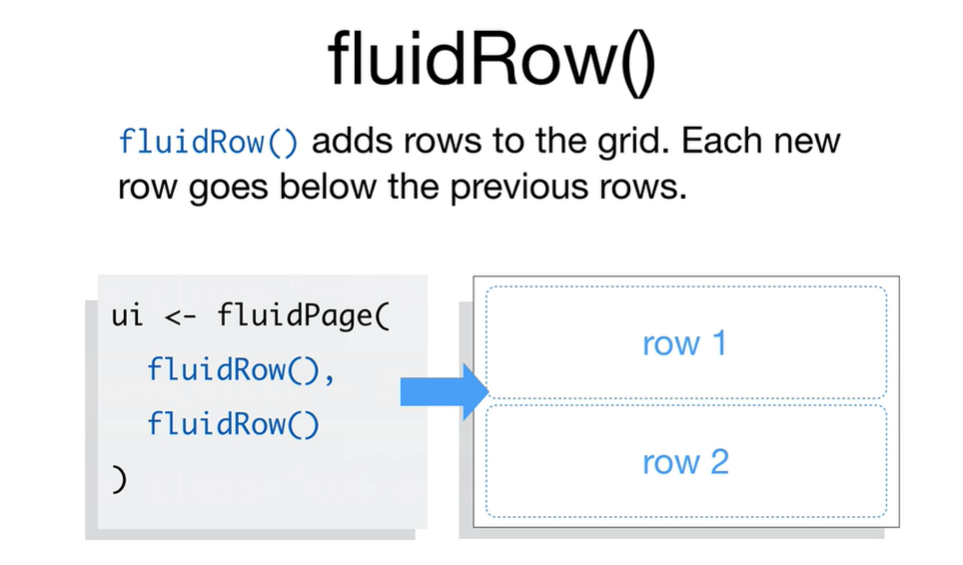 fluidRow()
fluidRow() adds rows to the grid. Each new
row goes below the previous rows.
ui <- fluidPage(
  fluidRow(),
  fluidRow()
)
row 1
row 2